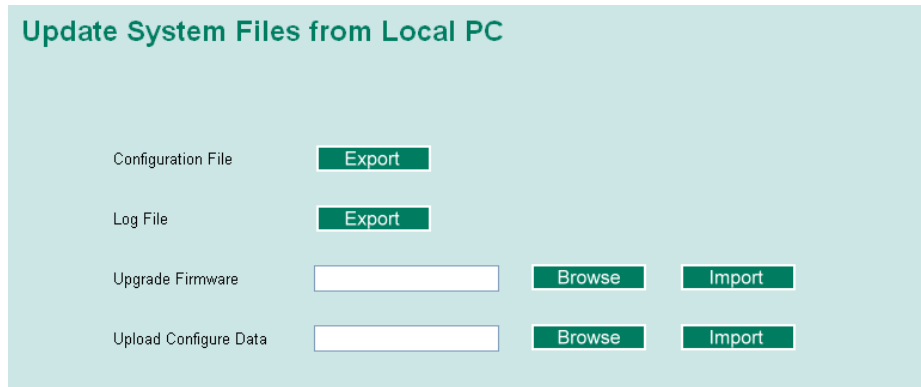 Update System Files from Local PC
Configuration File Export
Log File Export
Upgrade Firmware Browse Import
Upload Configure Data Browse Import